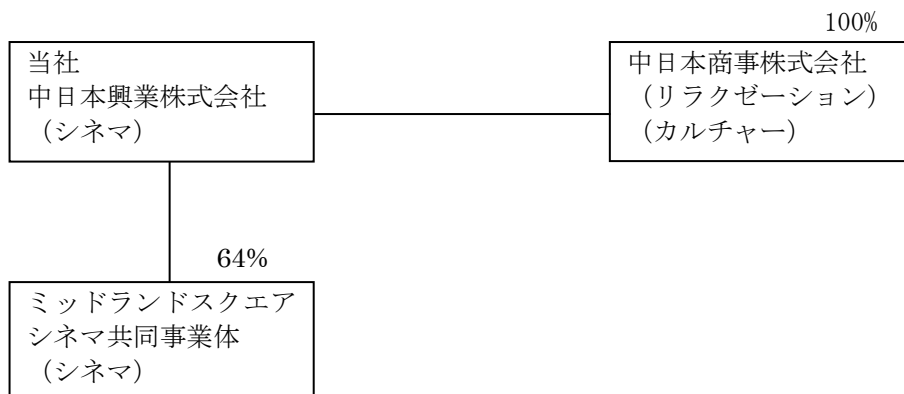 100%
当社
中日本興業株式会社
（シネマ）
中日本商事株式会社
（リラクゼーション）
（カルチャー）
64%
ミッドランドスクエア
シネマ共同事業体
（シネマ）